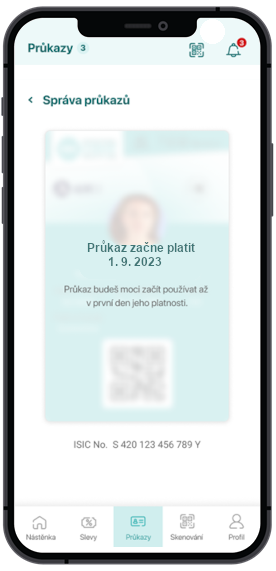 Průkazy 3
3
Správa průkazů
Průkaz začne platit
1. 9. 2023
Průkaz budeš moci začít používat až
v první den jeho platnosti.
ISIC No. S 420 123 456 789 Y
Nástěnka Slevy Průkazy Skenování Profil